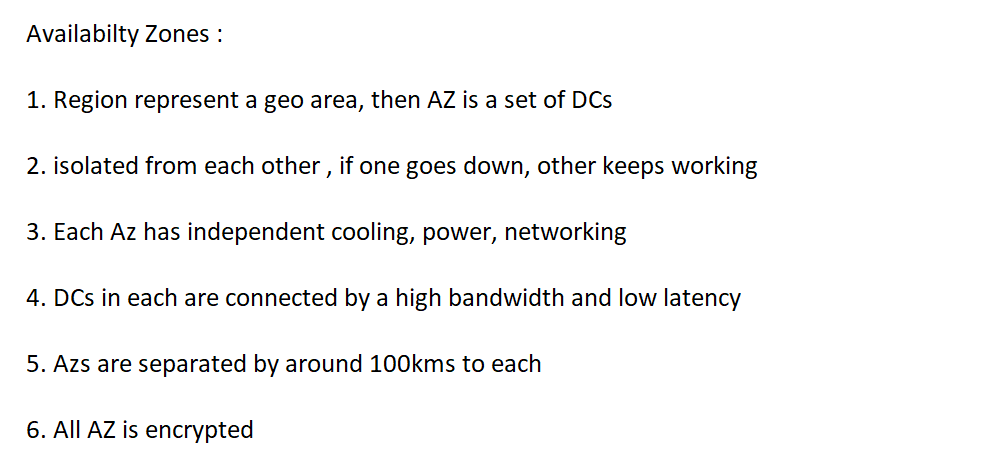 Availabilty Zones :
1. Region represent a geo area, then AZ is a set of DCs
2. isolated from each other , if one goes down, other keeps working
3. Each Az has independent cooling, power, networking
4. DCs in each are connected by a high bandwidth and low latency
5. Azs are separated by around 100kms to each
6. All AZ is encrypted